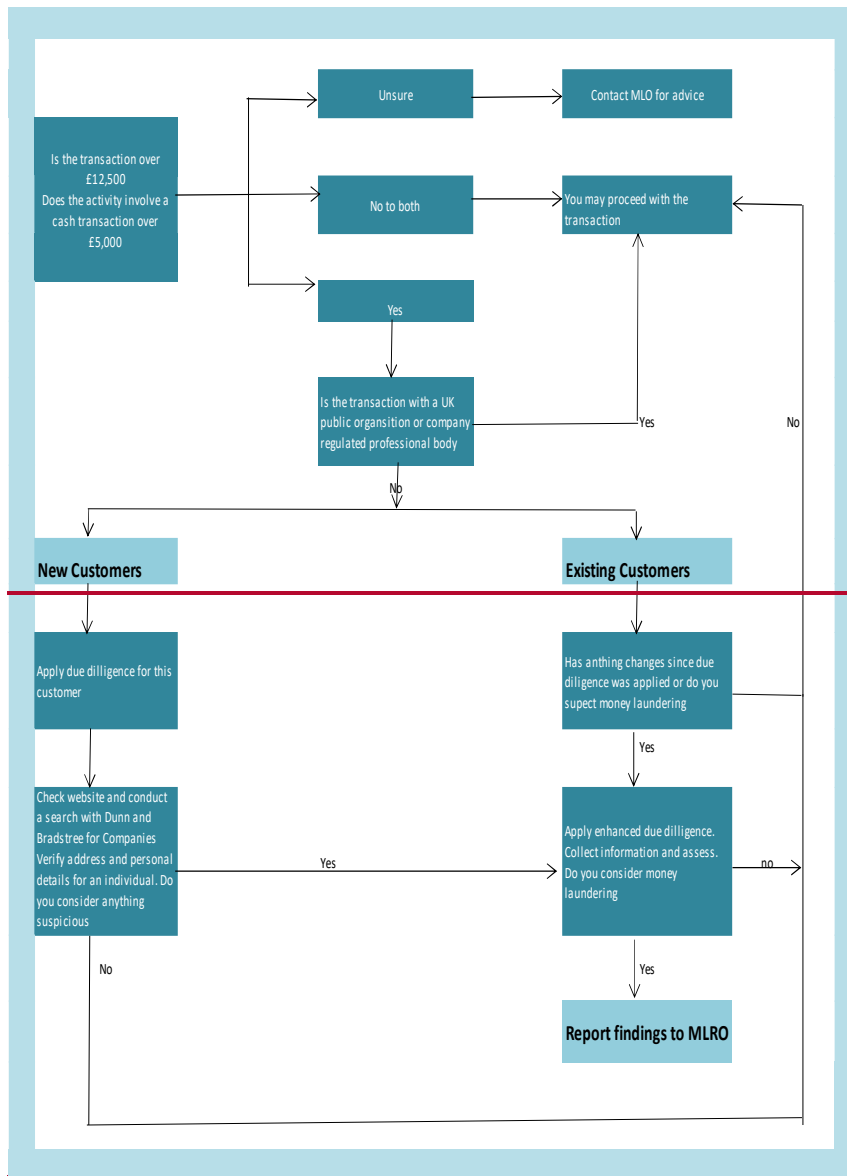 Unsure
Contact MLO for advice
Is the transaction over
£12,500
Does the activity involve a
cash transaction over
£5,000
No to both
You may proceed with the
transaction
Yes
Is the transaction with a UK
public organsition or company
regulated professional body
Yes
No
No
New Customers
Existing Customers
Apply due dilligence for this
customer
Has anthing changes since due
diligence was applied or do you
supect money laundering
Yes
Check website and conduct
a search with Dunn and
Bradstree for Companies
Verify address and personal
details for an individual. Do
you consider anything
suspicious
Yes
Apply enhanced due dilligence.
Collect information and assess.
Do you consider money
laundering
no
No
Yes
Report findings to MLRO